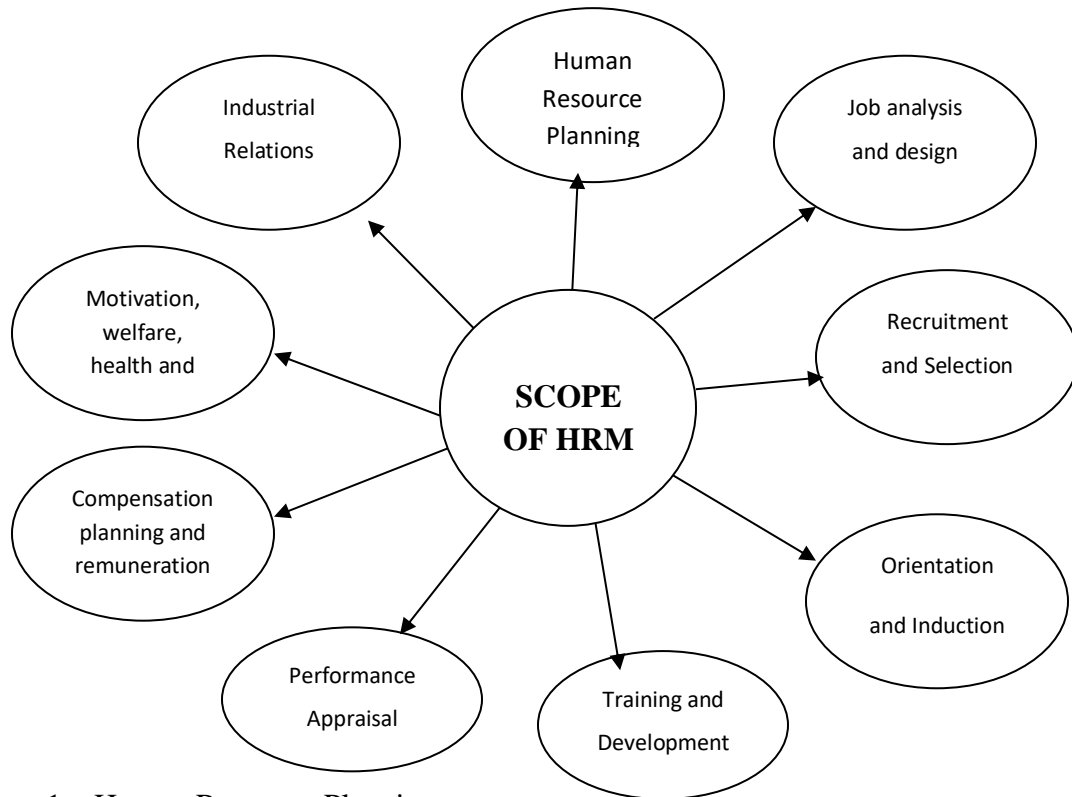 Human
Resource
Planning
Industrial
Relations
Job analysis
and design
Motivation,
welfare,
health and
Recruitment
and Selection
SCOPE
OF HRM
Compensation
planning and
remuneration
Orientation
and Induction
Performance
Appraisal
Training and
Development